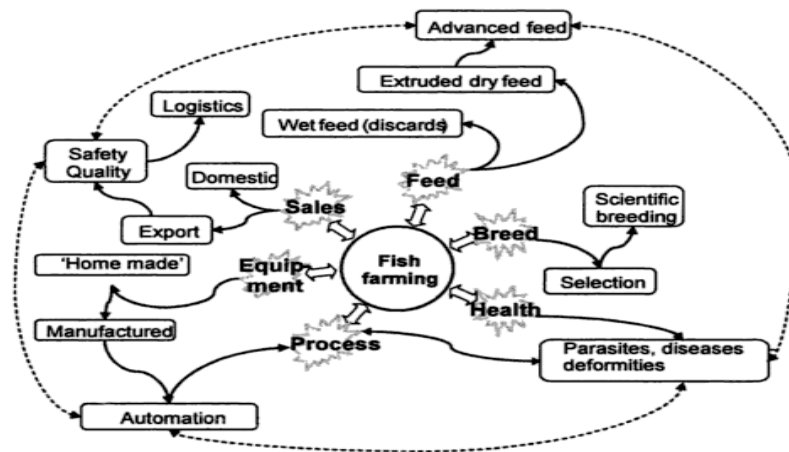 Advanced feed
Extruded dry feed
Logistics
Wet feed (discards)
Safety
Quality
Domestic
Feed
Scientific
breeding
Sales
Breed
Export
Fish
farming
'Home made'
Equip-
ment
Selection
Health
Manufactured
Process
Parasites, diseases
deformities
Automation